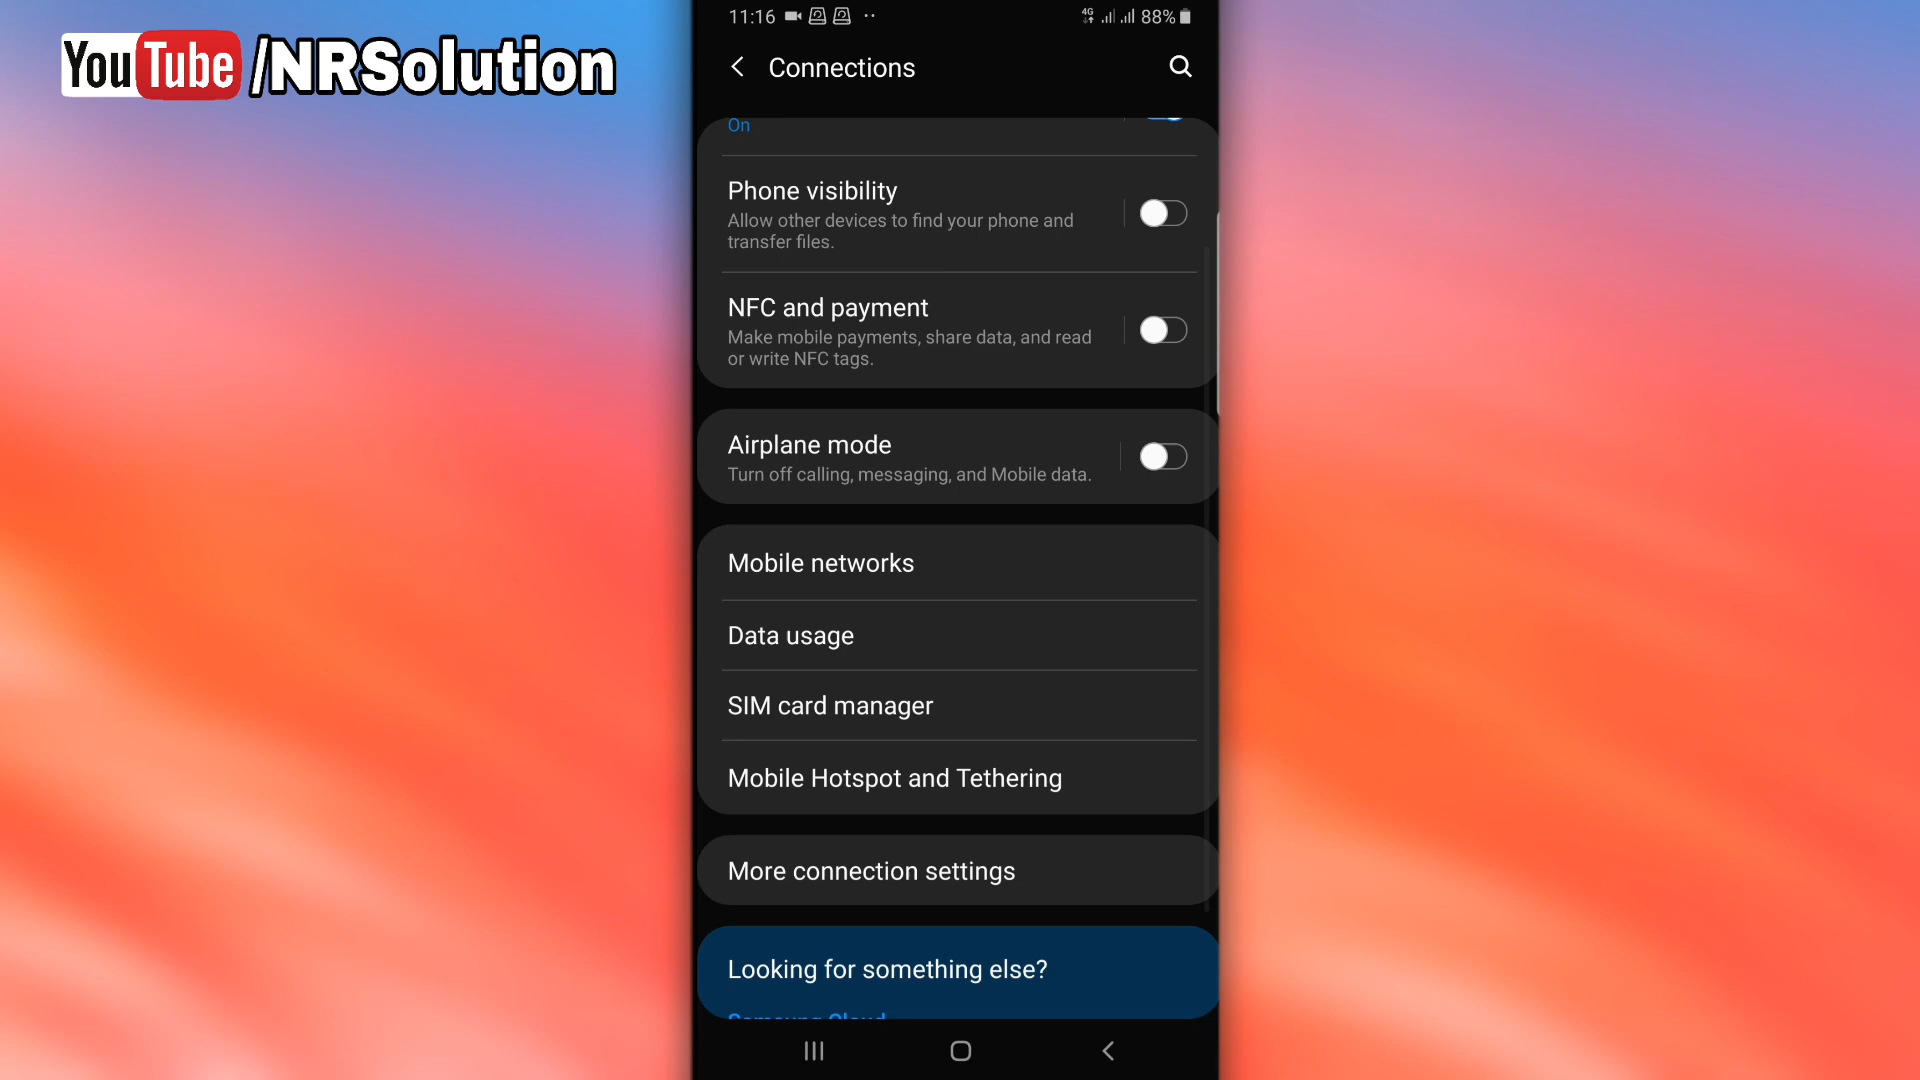 YouTube /NRSolution
11:16 4G 88%
Connections
On
Phone visibility
Allow other devices to find your phone and
transfer files.
NFC and payment
Make mobile payments, share data, and read
or write NFC tags.
Airplane mode
Turn off calling, messaging, and Mobile data.
Mobile networks
Data usage
SIM card manager
Mobile Hotspot and Tethering
More connection settings
Looking for something else?
Samsung Cloud